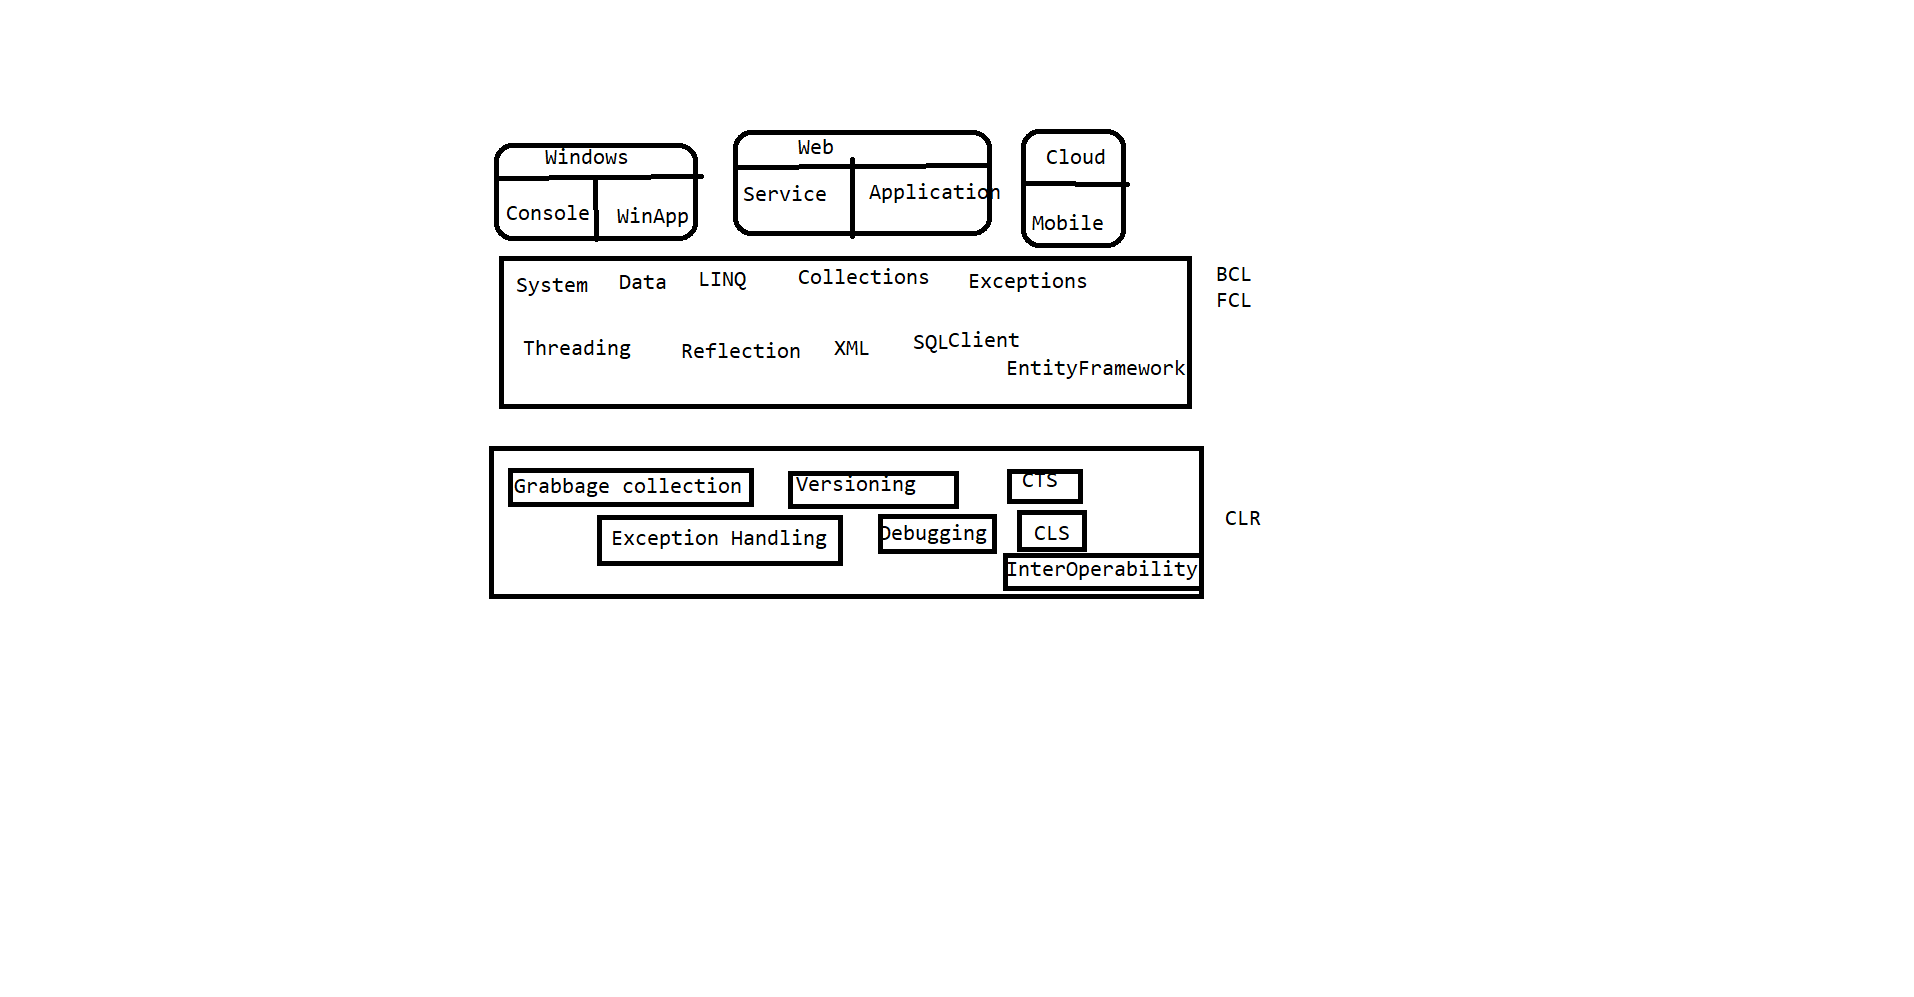 Windows
Console WinApp
Web
Service Application
Cloud
Mobile
System Data LINQ Collections Exceptions
Threading Reflection XML SQLClient
EntityFramework
BCL
FCL
Grabbage collection Versioning CTS
Exception Handling Debugging CLS
InterOperability
CLR